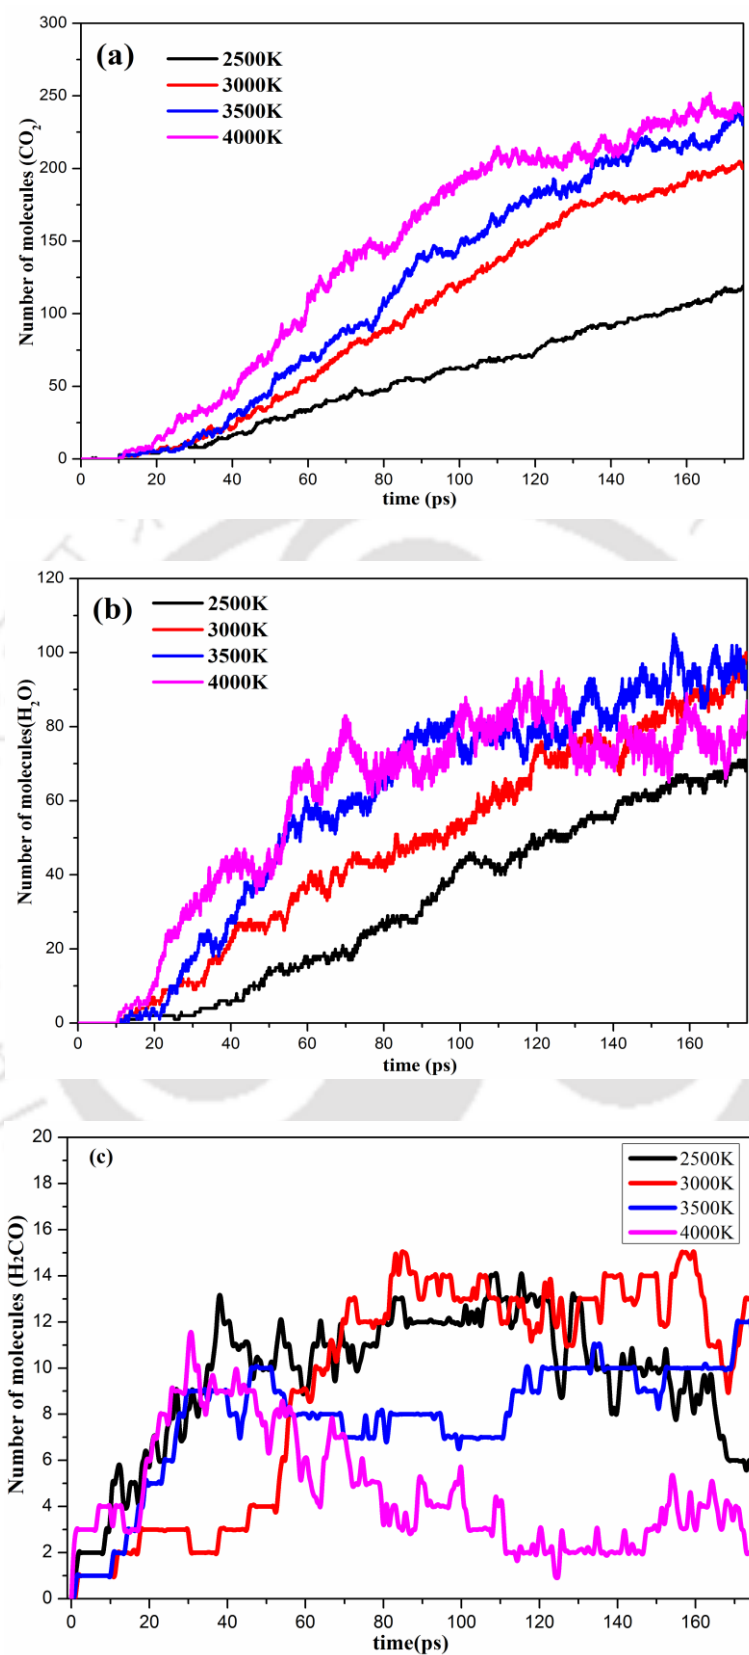 (a)
2500K
3000K
3500K
4000K
Number of molecules (CO₂)
300
250
200
150
100
50
0
0 20 40 60 80 100 120 140 160
time (ps)
(b)
2500K
3000K
3500K
4000K
Number of molecules(H₂O)
120
100
80
60
40
20
0
0 20 40 60 80 100 120 140 160
time (ps)
(c)
2500K
3000K
3500K
4000K
Number of molecules (H₂CO)
20
18
16
14
12
10
8
6
4
2
0
0 20 40 60 80 100 120 140 160
time(ps)